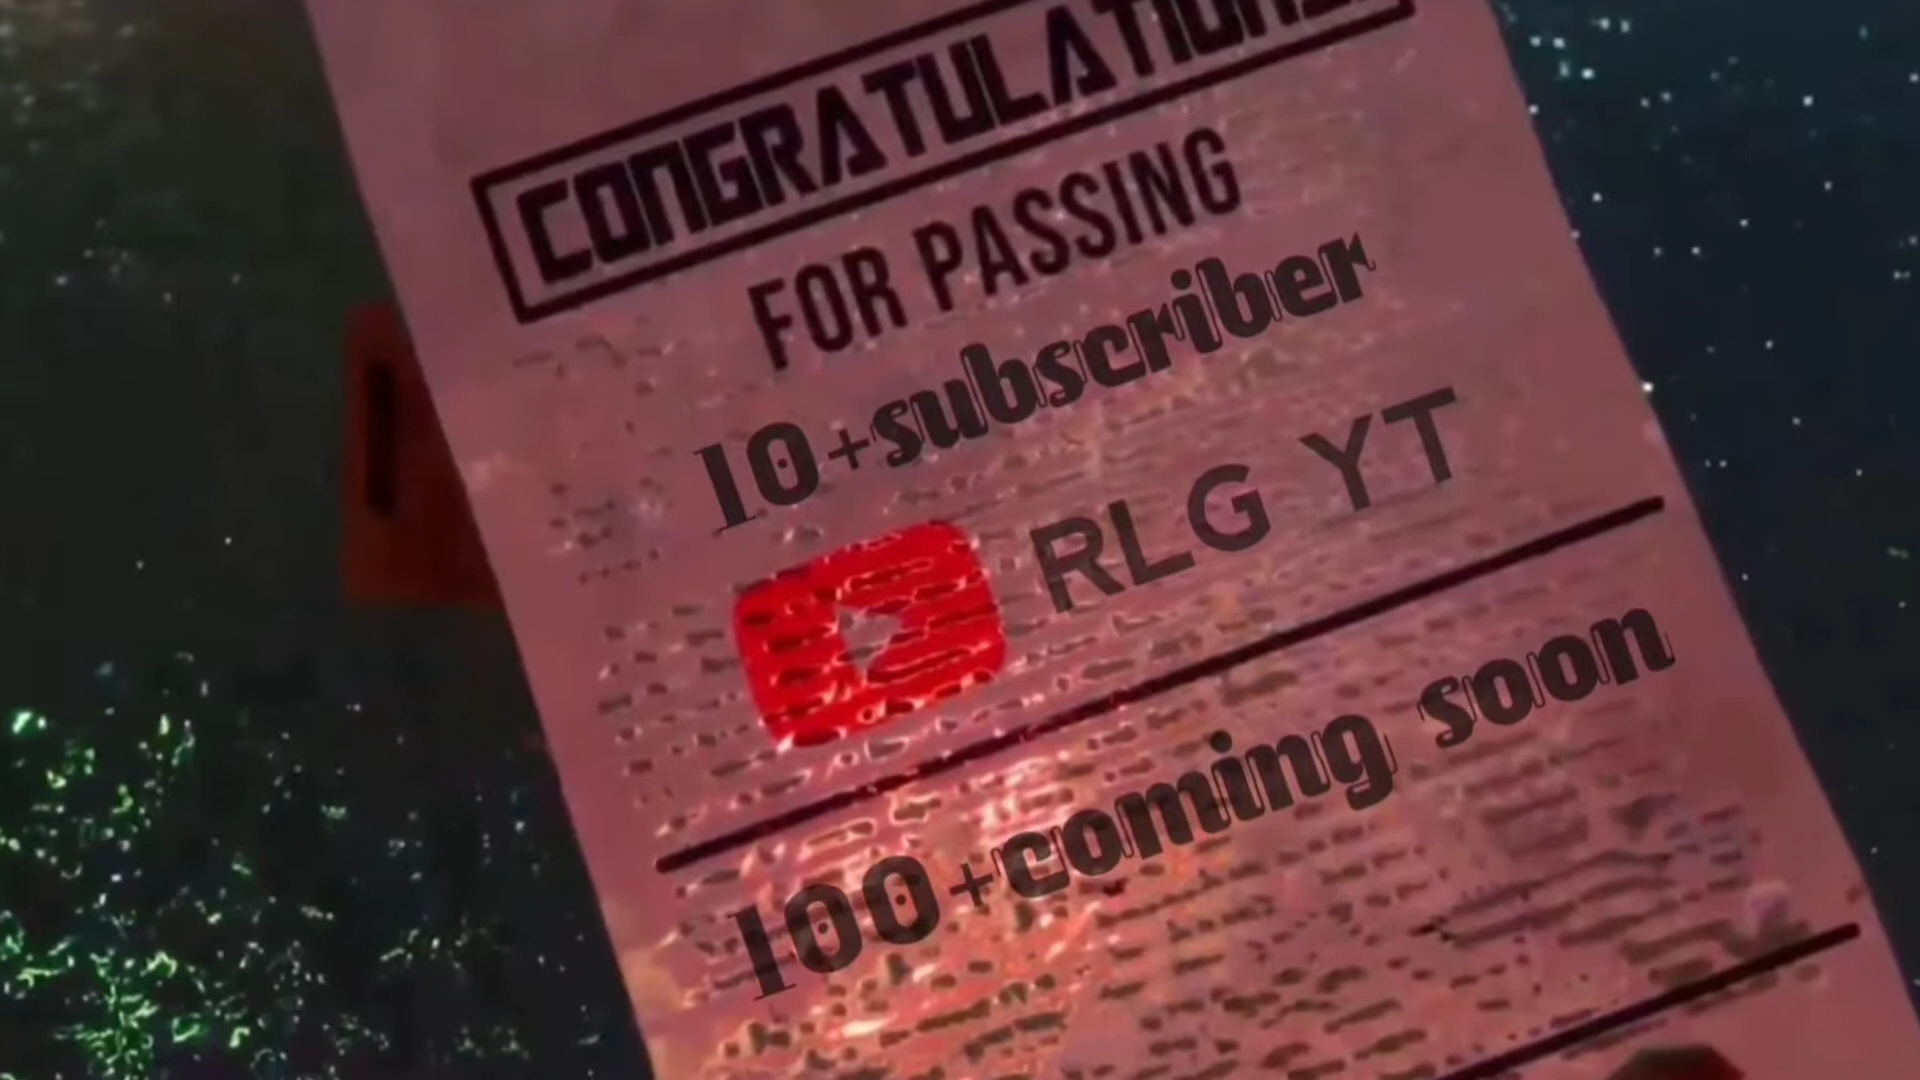 CONGRATULATIONS
FOR PASSING
10+subscriber
RLG YT
100+coming soon